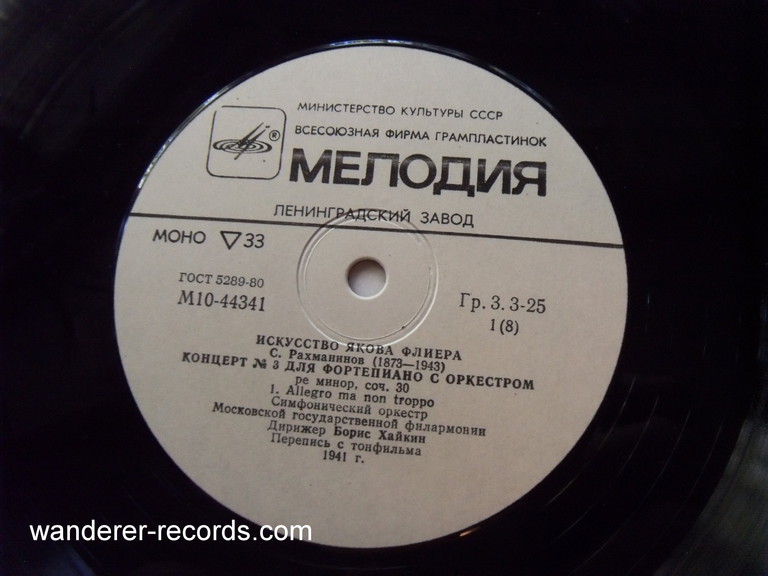 МИНИСТЕРСТВО КУЛЬТУРЫ СССР
ВСЕСОЮЗНАЯ ФИРМА ГРАМПЛАСТИНОК
®
МЕЛОДИЯ
ЛЕНИНГРАДСКИЙ ЗАВОД
МОНО ▽ 33
ГОСТ 5289-80
М10-44341
Гр. 3. 3-25
1 (8)
ИСКУССТВО ЯКОВА ФЛИЕРА
С. Рахманинов (1873—1943)
КОНЦЕРТ № 3 ДЛЯ ФОРТЕПИАНО С ОРКЕСТРОМ
ре минор, соч. 30
1. Allegro ma non troppo
Симфонический оркестр
Московской государственной филармонии
Дирижер Борис Хайкин
Перепись с тонфильма
1941 г.
wanderer-records.com